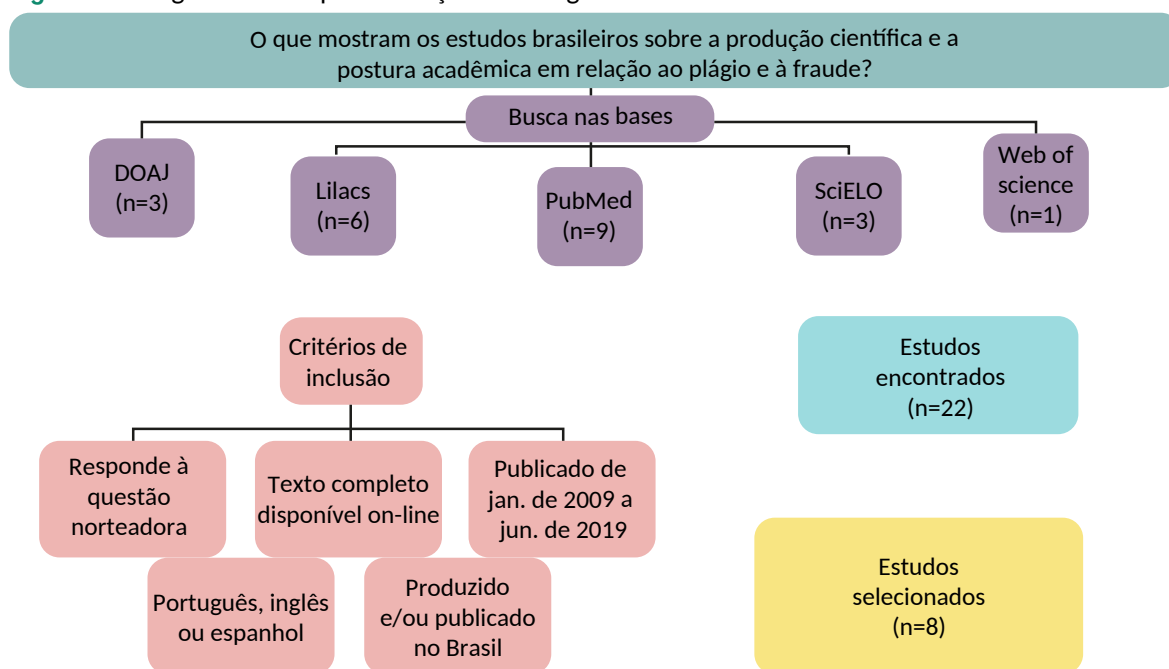 O que mostram os estudos brasileiros sobre a produção científica e a
postura acadêmica em relação ao plágio e à fraude?
Busca nas bases
DOAJ
(n=3)
Lilacs
(n=6)
PubMed
(n=9)
SciELO
(n=3)
Web of
science
(n=1)
Critérios de
inclusão
Estudos
encontrados
(n=22)
Responde à
questão
norteadora
Texto completo
disponível on-line
Publicado de
jan. de 2009 a
jun. de 2019
Português, inglês
ou espanhol
Produzido
e/ou publicado
no Brasil
Estudos
selecionados
(n=8)